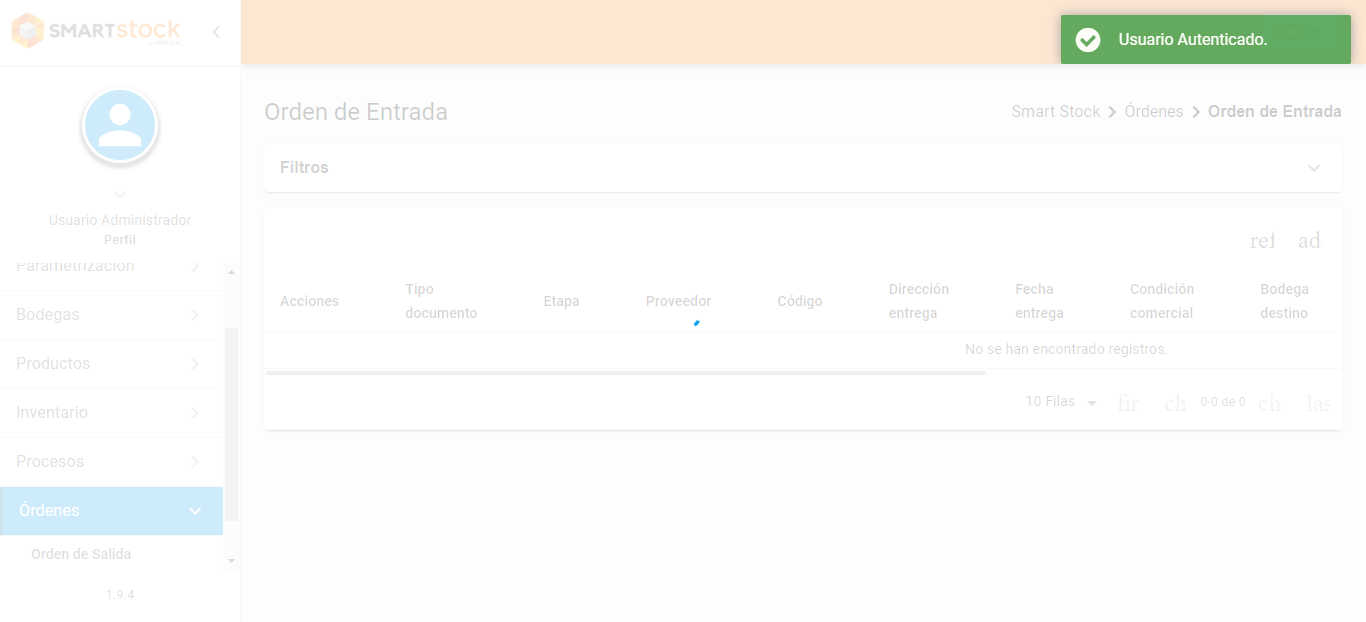 SMARTstock
Usuario Autenticado.
Orden de Entrada
Smart Stock > Órdenes > Orden de Entrada
Filtros
Usuario Administrador
Perfil
Parametrización
Bodegas
Productos
Inventario
Procesos
Órdenes
Orden de Salida
1.9.4
ref ad
Acciones
Tipo
documento
Etapa
Proveedor
Código
Dirección
entrega
Fecha
entrega
Condición
comercial
Bodega
destino
No se han encontrado registros.
10 Filas
fir ch 0-0 de 0 ch las